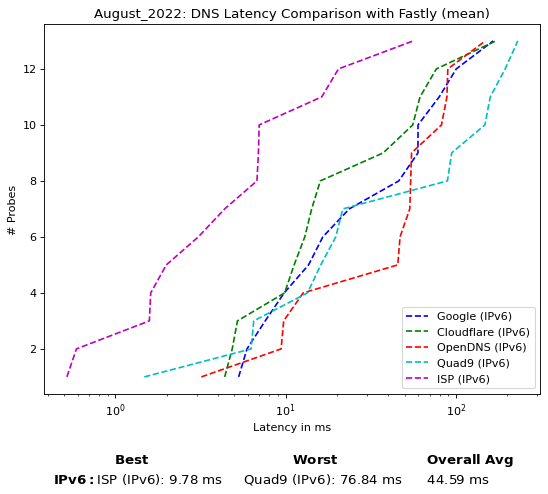 August_2022: DNS Latency Comparison with Fastly (mean)
# Probes
12
10
8
6
4
2
10⁰
10¹
10²
Latency in ms
Google (IPv6)
Cloudflare (IPv6)
OpenDNS (IPv6)
Quad9 (IPv6)
ISP (IPv6)
Best Worst Overall Avg
IPv6: ISP (IPv6): 9.78 ms Quad9 (IPv6): 76.84 ms 44.59 ms